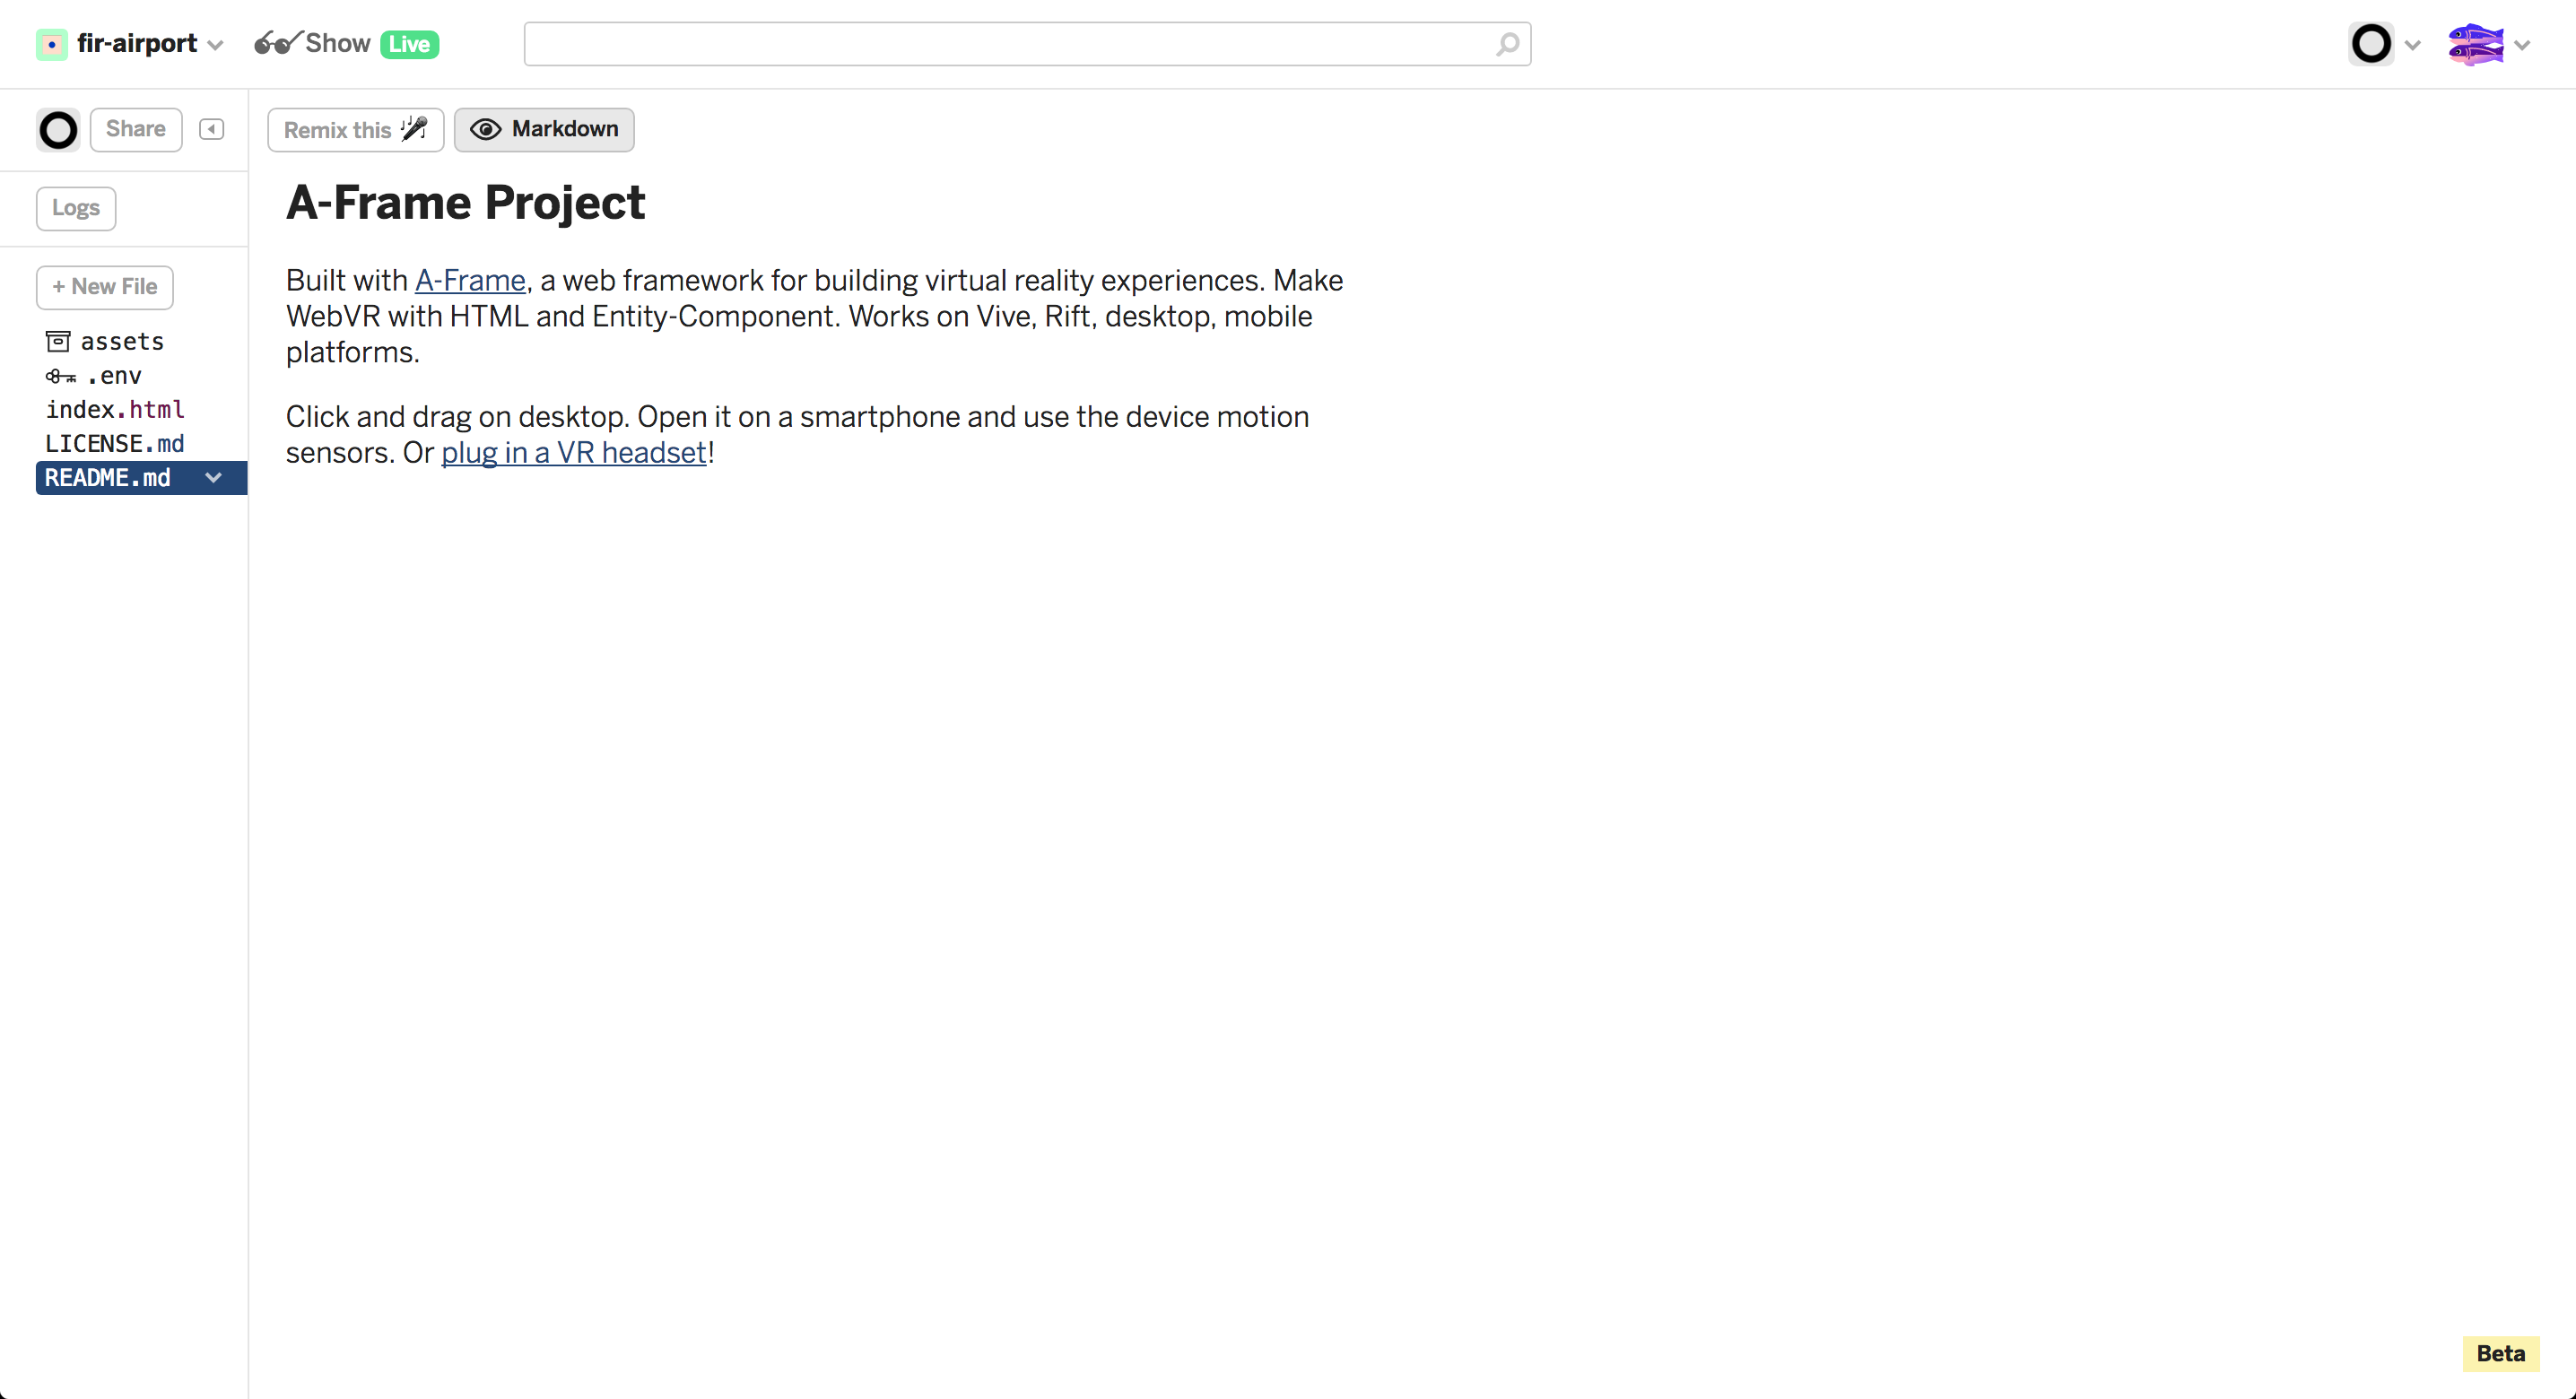 fir-airport Show Live
Share Remix this Markdown
Logs
+ New File
assets
.env
index.html
LICENSE.md
README.md
A-Frame Project
Built with A-Frame, a web framework for building virtual reality experiences. Make
WebVR with HTML and Entity-Component. Works on Vive, Rift, desktop, mobile
platforms.
Click and drag on desktop. Open it on a smartphone and use the device motion
sensors. Or plug in a VR headset!
Beta